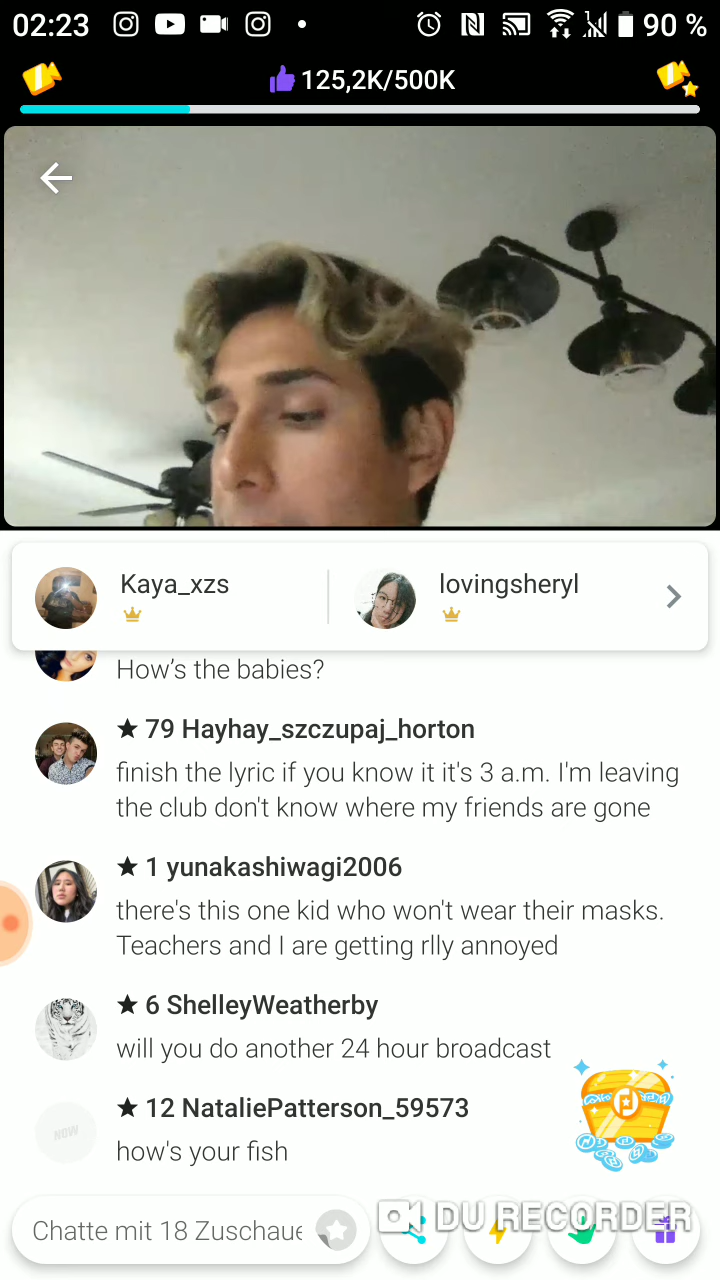 02:23
90 %
125,2K/500K
Kaya_xzs
lovingsheryl
How's the babies?
★ 79 Hayhay_szczupaj_horton
finish the lyric if you know it it's 3 a.m. I'm leaving
the club don't know where my friends are gone
★ 1 yunakashiwagi2006
there's this one kid who won't wear their masks.
Teachers and I are getting rlly annoyed
★ 6 ShelleyWeatherby
will you do another 24 hour broadcast
★ 12 NataliePatterson_59573
NOW
how's your fish
Chatte mit 18 Zuschaue
DU RECORDER